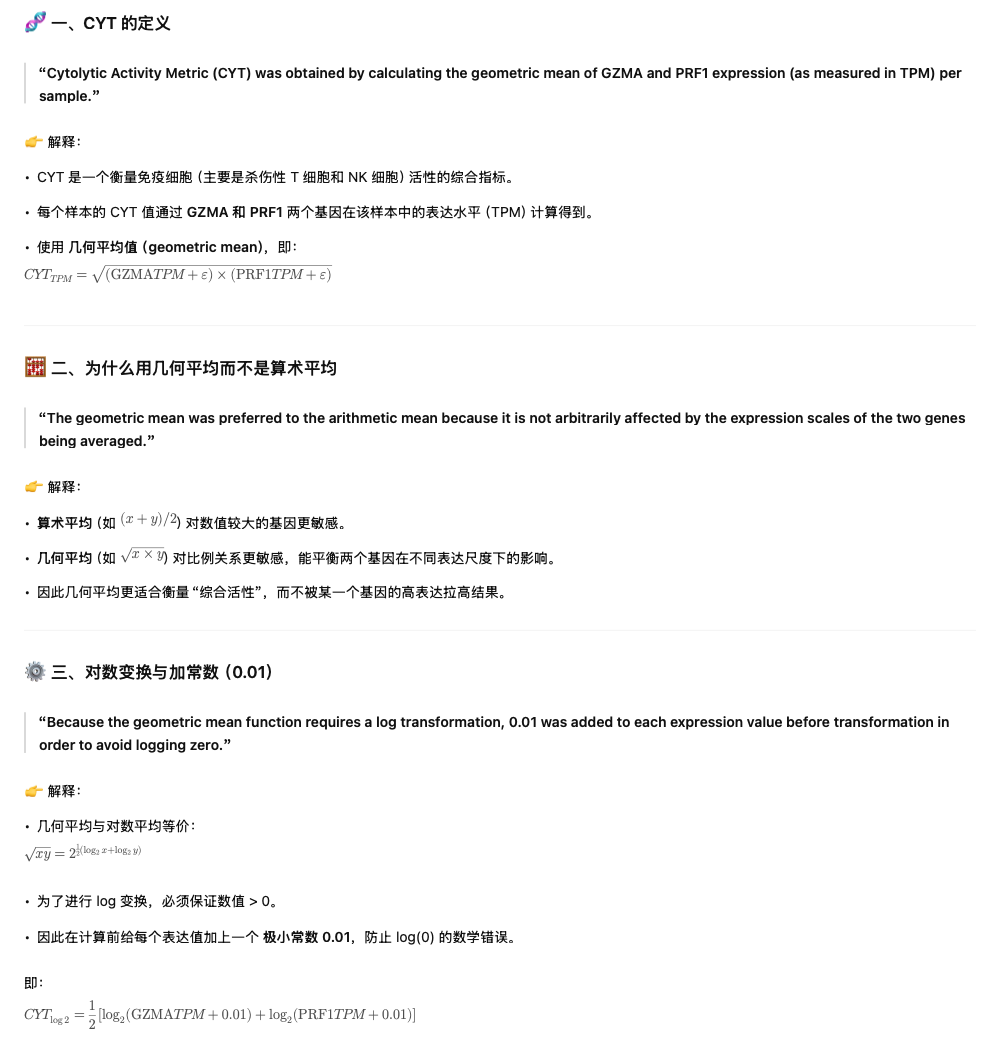 🧬 一、CYT 的定义
“Cytolytic Activity Metric (CYT) was obtained by calculating the geometric mean of GZMA and PRF1 expression (as measured in TPM) per
sample.”
👉 解释：
• CYT 是一个衡量免疫细胞（主要是杀伤性 T 细胞和 NK 细胞）活性的综合指标。
• 每个样本的 CYT 值通过 GZMA 和 PRF1 两个基因在该样本中的表达水平（TPM）计算得到。
• 使用 几何平均值（geometric mean），即：
$CYT_{TPM} = \sqrt{(\mathrm{GZMA}TPM + \varepsilon) \times (\mathrm{PRF1}TPM + \varepsilon)}$
🧮 二、为什么用几何平均而不是算术平均
“The geometric mean was preferred to the arithmetic mean because it is not arbitrarily affected by the expression scales of the two genes
being averaged.”
👉 解释：
• 算术平均（如 $(x + y)/2$）对数值较大的基因更敏感。
• 几何平均（如 $\sqrt{x \times y}$）对比例关系更敏感，能平衡两个基因在不同表达尺度下的影响。
• 因此几何平均更适合衡量“综合活性”，而不被某一个基因的高表达拉高结果。
⚙️ 三、对数变换与加常数（0.01）
“Because the geometric mean function requires a log transformation, 0.01 was added to each expression value before transformation in
order to avoid logging zero.”
👉 解释：
• 几何平均与对数平均等价：
$\sqrt{xy} = 2^{\frac{1}{2}(\log_2 x + \log_2 y)}$
• 为了进行 log 变换，必须保证数值 > 0。
• 因此在计算前给每个表达值加上一个 极小常数 0.01，防止 log(0) 的数学错误。
即：
$CYT_{\log 2} = \frac{1}{2}[\log_2(\mathrm{GZMA}TPM + 0.01) + \log_2(\mathrm{PRF1}TPM + 0.01)]$